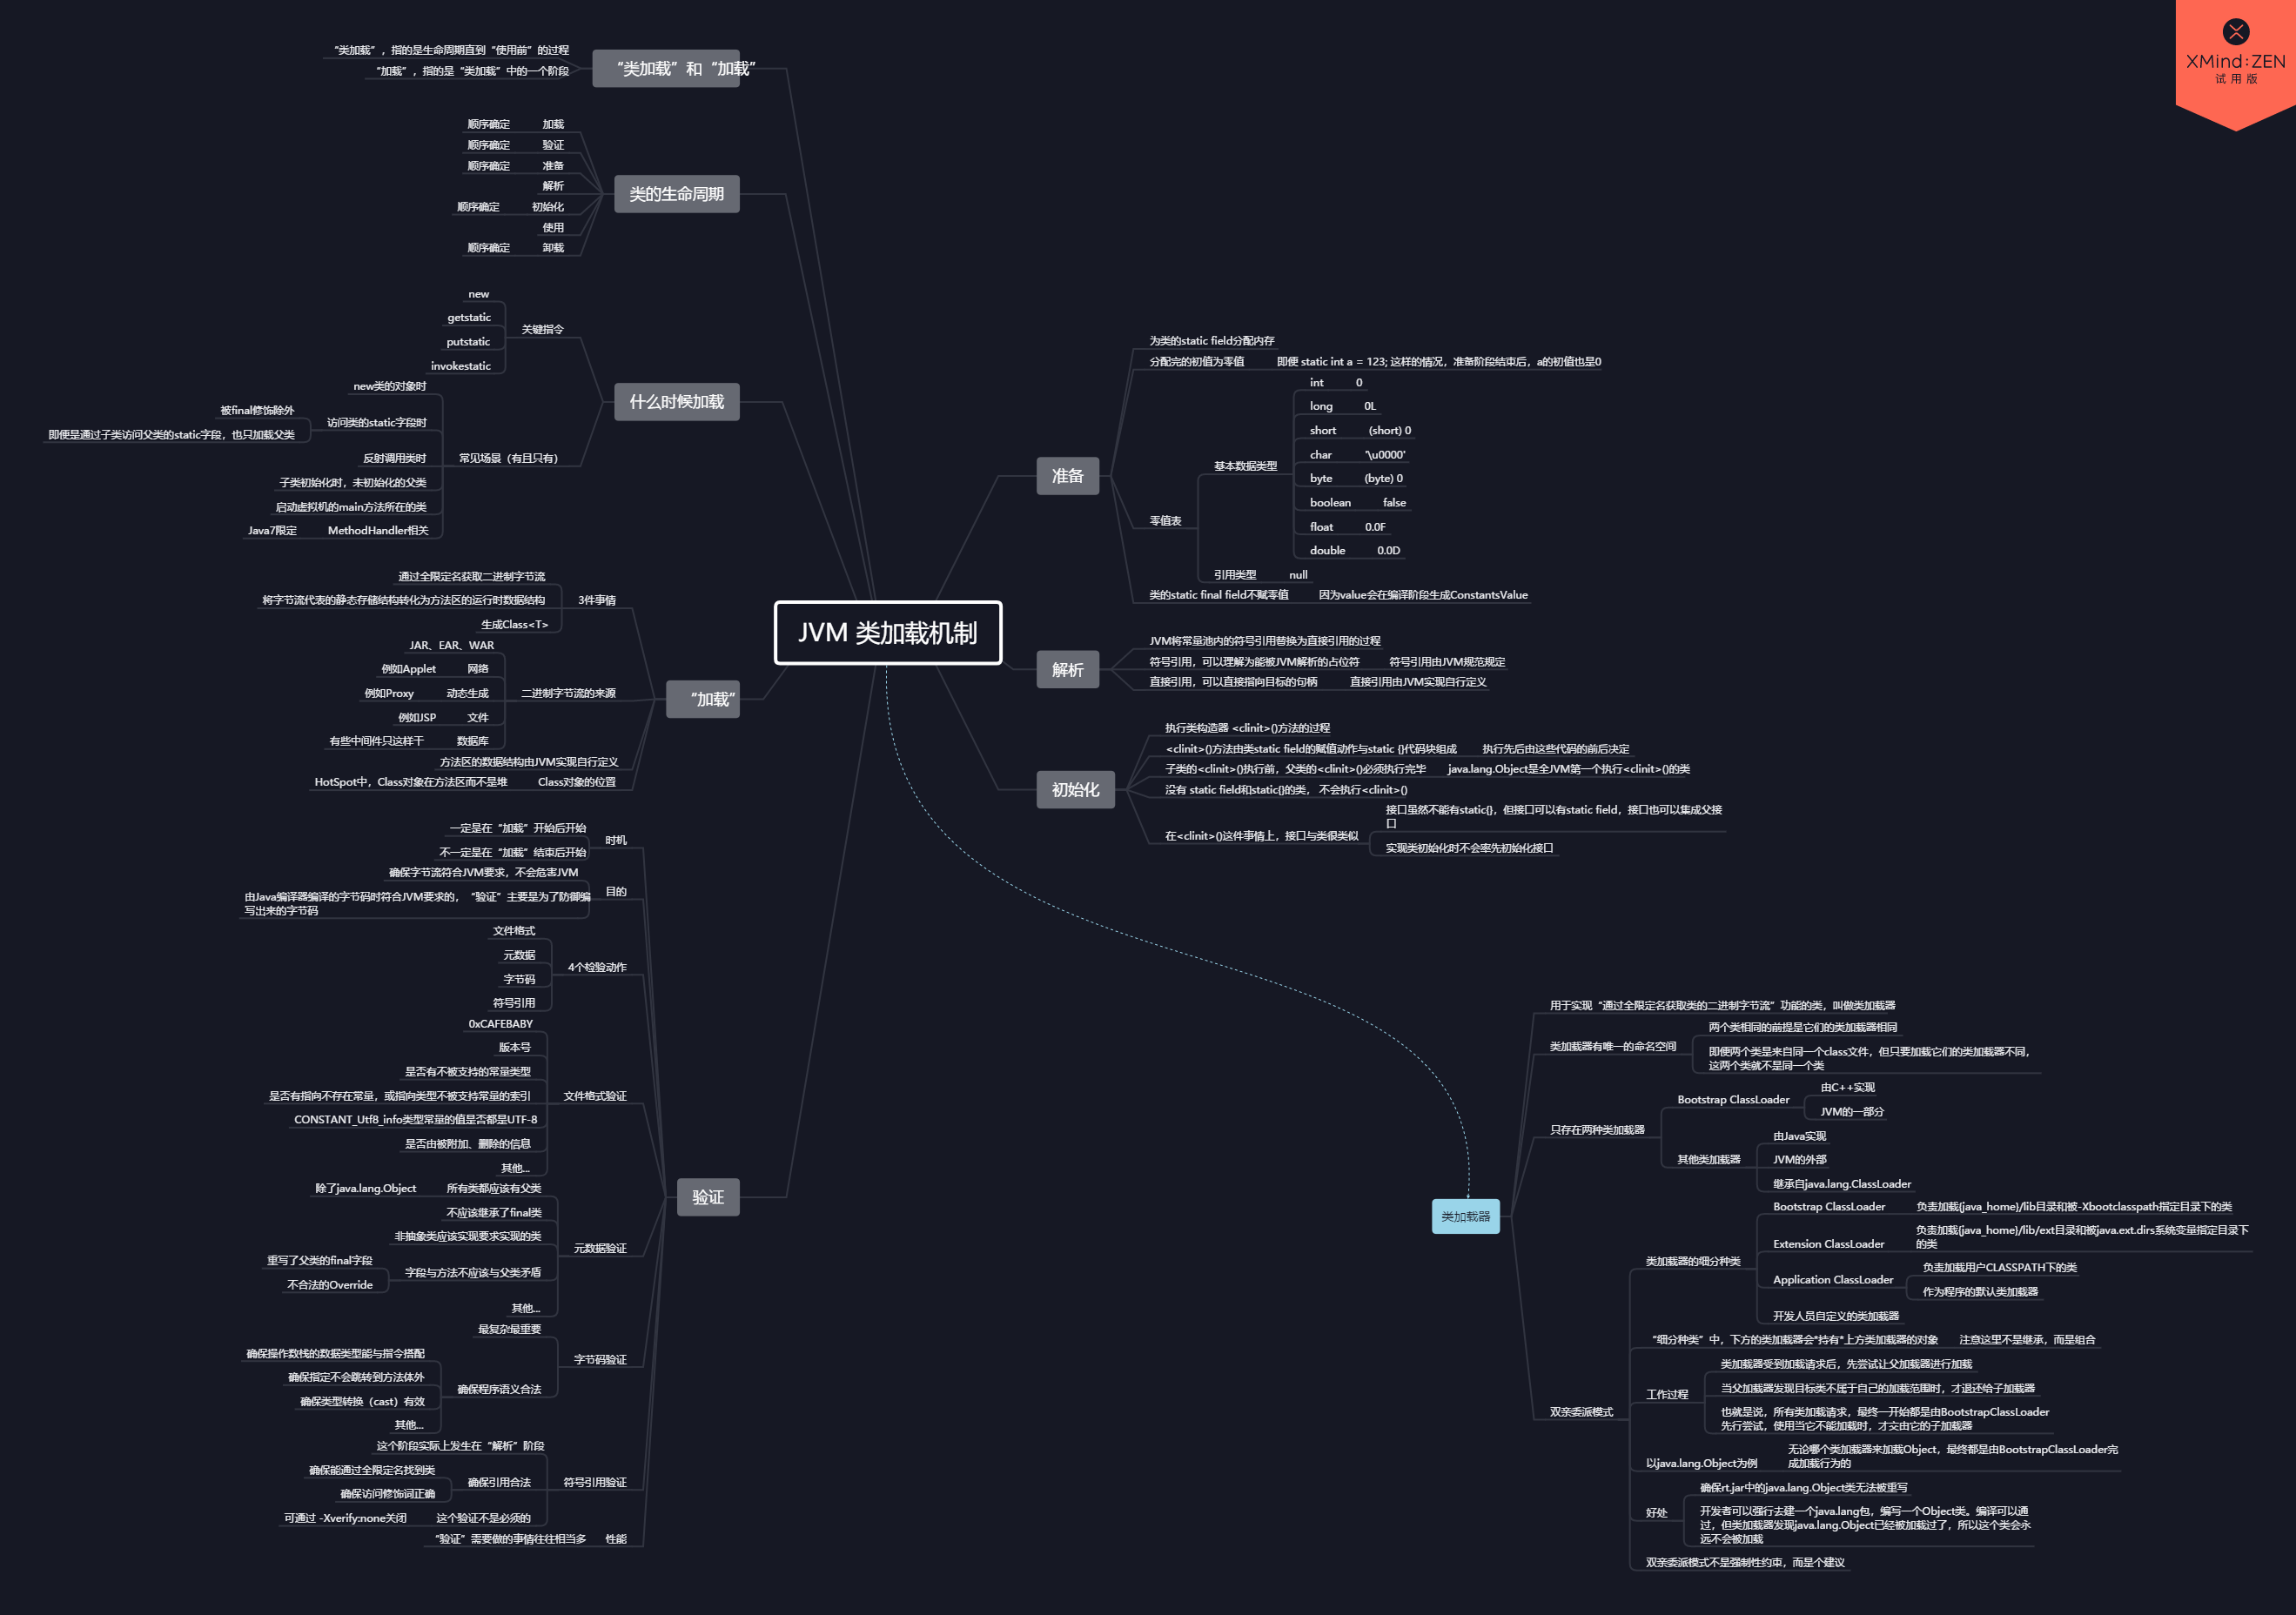 XMind:ZEN
试用版
JVM 类加载机制
“类加载”和“加载”
“类加载”，指的是生命周期直到“使用前”的过程
“加载”，指的是“类加载”中的一个阶段
类的生命周期
顺序确定 加载
顺序确定 验证
顺序确定 准备
解析
顺序确定 初始化
使用
顺序确定 卸载
什么时候加载
关键指令
new
getstatic
putstatic
invokestatic
常见场景（有且只有）
new类的对象时
访问类的static字段时
被final修饰除外
即便是通过子类访问父类的static字段，也只加载父类
反射调用类时
子类初始化时，未初始化的父类
启动虚拟机的main方法所在的类
Java7限定 MethodHandler相关
“加载”
3件事情
通过全限定名获取二进制字节流
将字节流代表的静态存储结构转化为方法区的运行时数据结构
生成Class<T>
二进制字节流的来源
JAR、EAR、WAR
例如Applet 网络
例如Proxy 动态生成
例如JSP 文件
有些中间件只这样干 数据库
方法区的数据结构由JVM实现自行定义
HotSpot中，Class对象在方法区而不是堆 Class对象的位置
验证
时机
一定是在“加载”开始后开始
不一定是在“加载”结束后开始
目的
确保字节流符合JVM要求，不会危害JVM
由Java编译器编译的字节码时符合JVM要求的，“验证”主要是为了防御编
写出来的字节码
4个检验动作
文件格式
元数据
字节码
符号引用
文件格式验证
0xCAFEBABY
版本号
是否有不被支持的常量类型
是否有指向不存在常量，或指向类型不被支持常量的索引
CONSTANT_Utf8_info类型常量的值是否都是UTF-8
是否由被附加、删除的信息
其他...
元数据验证
除了java.lang.Object 所有类都应该有父类
不应该继承了final类
非抽象类应该实现要求实现的类
字段与方法不应该与父类矛盾
重写了父类的final字段
不合法的Override
其他...
字节码验证
最复杂最重要
确保程序语义合法
确保操作数栈的数据类型能与指令搭配
确保指定不会跳转到方法体外
确保类型转换（cast）有效
其他...
符号引用验证
这个阶段实际上发生在“解析”阶段
确保引用合法
确保能通过全限定名找到类
确保访问修饰词正确
可通过 -Xverify:none关闭 这个验证不是必须的
“验证”需要做的事情往往相当多 性能
准备
为类的static field分配内存
分配完的初值为零值 即便 static int a = 123; 这样的情况，准备阶段结束后，a的初值也是0
零值表
基本数据类型
int 0
long 0L
short (short) 0
char '\u0000'
byte (byte) 0
boolean false
float 0.0F
double 0.0D
引用类型 null
类的static final field不赋零值 因为value会在编译阶段生成ConstantsValue
解析
JVM将常量池内的符号引用替换为直接引用的过程
符号引用，可以理解为能被JVM解析的占位符 符号引用由JVM规范规定
直接引用，可以直接指向目标的句柄 直接引用由JVM实现自行定义
初始化
执行类构造器 <clinit>()方法的过程
<clinit>()方法由类static field的赋值动作与static {}代码块组成 执行先后由这些代码的前后决定
子类的<clinit>()执行前，父类的<clinit>()必须执行完毕 java.lang.Object是全JVM第一个执行<clinit>()的类
没有 static field和static{}的类， 不会执行<clinit>()
在<clinit>()这件事情上，接口与类很类似
接口虽然不能有static{}，但接口可以有static field，接口也可以集成父接
口
实现类初始化时不会率先初始化接口
类加载器
用于实现“通过全限定名获取类的二进制字节流”功能的类，叫做类加载器
类加载器有唯一的命名空间
两个类相同的前提是它们的类加载器相同
即便两个类是来自同一个class文件，但只要加载它们的类加载器不同，
这两个类就不是同一个类
只存在两种类加载器
Bootstrap ClassLoader
由C++实现
JVM的一部分
其他类加载器
由Java实现
JVM的外部
继承自java.lang.ClassLoader
双亲委派模式
类加载器的细分种类
Bootstrap ClassLoader 负责加载{java_home}/lib目录和被-Xbootclasspath指定目录下的类
Extension ClassLoader 负责加载{java_home}/lib/ext目录和被java.ext.dirs系统变量指定目录下
的类
Application ClassLoader
负责加载用户CLASSPATH下的类
作为程序的默认类加载器
开发人员自定义的类加载器
“细分种类”中，下方的类加载器会*持有*上方类加载器的对象 注意这里不是继承，而是组合
工作过程
类加载器受到加载请求后，先尝试让父加载器进行加载
当父加载器发现目标类不属于自己的加载范围时，才退还给子加载器
也就是说，所有类加载请求，最终一开始都是由BootstrapClassLoader
先行尝试，使用当它不能加载时，才交由它的子加载器
以java.lang.Object为例
无论哪个类加载器来加载Object，最终都是由BootstrapClassLoader完
成加载行为的
好处
确保rt.jar中的java.lang.Object类无法被重写
开发者可以强行去建一个java.lang包，编写一个Object类。编译可以通
过，但类加载器发现java.lang.Object已经被加载过了，所以这个类会永
远不会被加载
双亲委派模式不是强制性约束，而是个建议